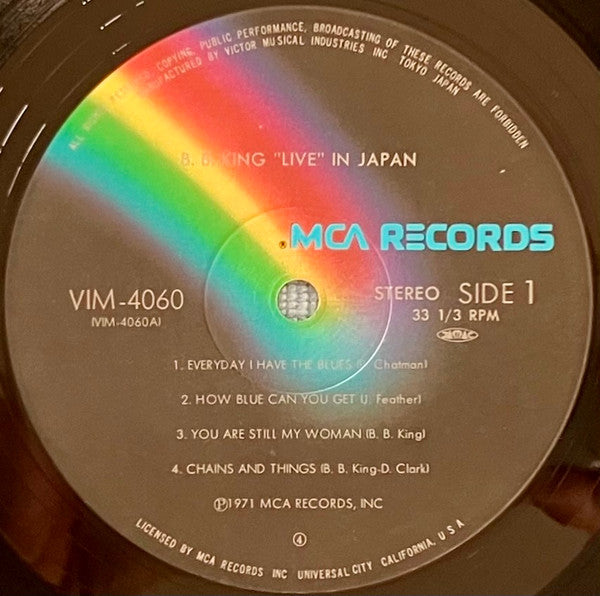 ALL RIGHTS RESERVED. COPYING, PUBLIC PERFORMANCE, BROADCASTING OF THESE RECORDS ARE FORBIDDEN
MANUFACTURED BY VICTOR MUSICAL INDUSTRIES INC TOKYO JAPAN
B. B. KING "LIVE" IN JAPAN
® MCA RECORDS
VIM-4060
(VIM-4060A)
STEREO SIDE 1
33 1/3 RPM
1. EVERYDAY I HAVE THE BLUES Chatman)
2. HOW BLUE CAN YOU GET (J. Feather)
3. YOU ARE STILL MY WOMAN (B. B. King)
4. CHAINS AND THINGS (B. B. King-D. Clark)
Ⓟ1971 MCA RECORDS, INC
④
LICENSED BY MCA RECORDS INC UNIVERSAL CITY CALIFORNIA, U.S.A